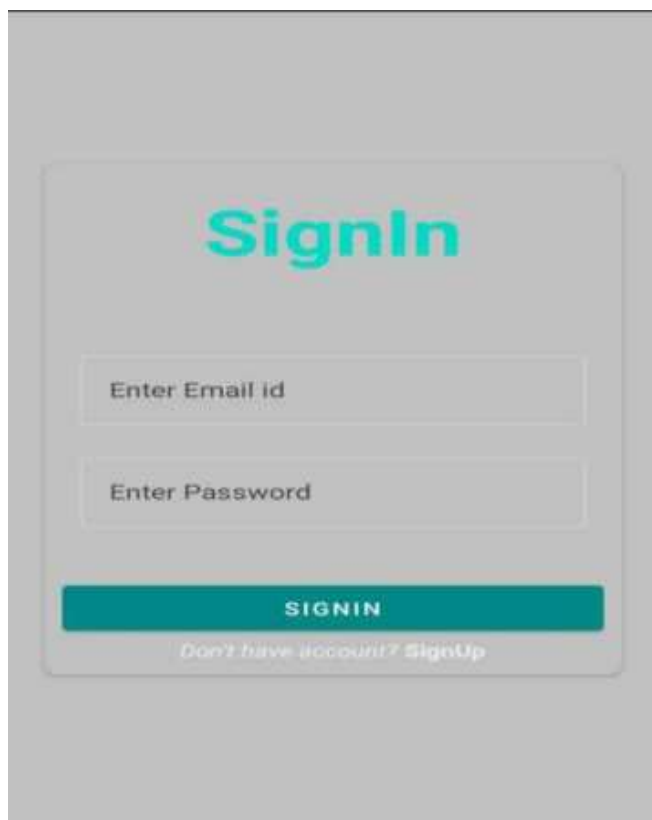 SignIn
Enter Email id
Enter Password
SIGNIN
Don't have account? SignUp